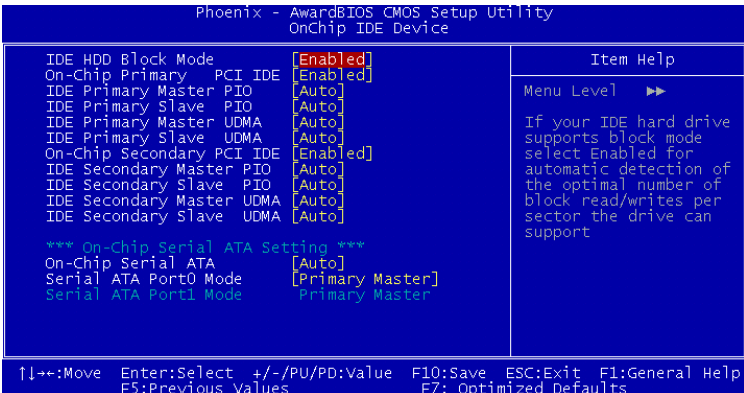 Phoenix - AwardBIOS CMOS Setup Utility
OnChip IDE Device
IDE HDD Block Mode [Enabled]
On-Chip Primary PCI IDE [Enabled]
IDE Primary Master PIO [Auto]
IDE Primary Slave PIO [Auto]
IDE Primary Master UDMA [Auto]
IDE Primary Slave UDMA [Auto]
On-Chip Secondary PCI IDE [Enabled]
IDE Secondary Master PIO [Auto]
IDE Secondary Slave PIO [Auto]
IDE Secondary Master UDMA [Auto]
IDE Secondary Slave UDMA [Auto]
*** On-Chip Serial ATA Setting ***
On-Chip Serial ATA [Auto]
Serial ATA Port0 Mode [Primary Master]
Serial ATA Port1 Mode Primary Master
Item Help
Menu Level ▶▶
If your IDE hard drive
supports block mode
select Enabled for
automatic detection of
the optimal number of
block read/writes per
sector the drive can
support
↑↓→←:Move Enter:Select +/-/PU/PD:Value F10:Save ESC:Exit F1:General Help
F5:Previous Values F7: Optimized Defaults